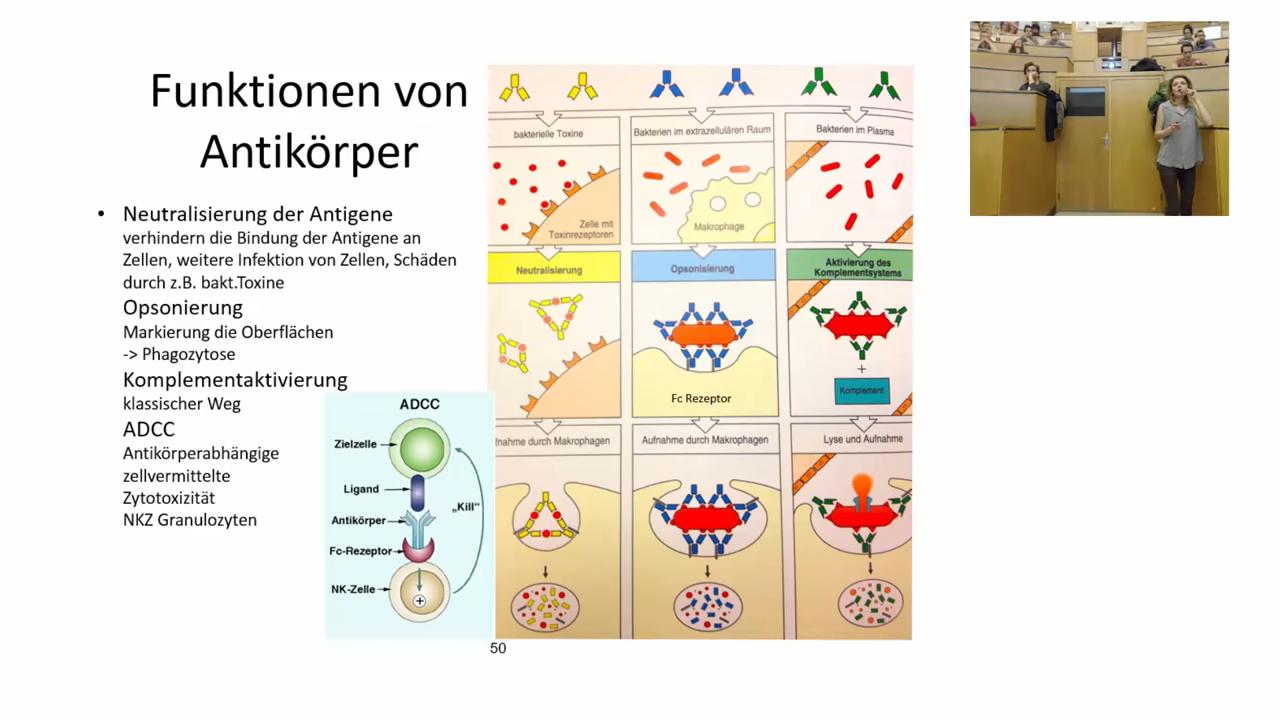 Funktionen von
Antikörper
• Neutralisierung der Antigene
verhindern die Bindung der Antigene an
Zellen, weitere Infektion von Zellen, Schäden
durch z.B. bakt.Toxine
Opsonierung
Markierung die Oberflächen
-> Phagozytose
Komplementaktivierung
klassischer Weg
ADCC
Antikörperabhängige
zellvermittelte
Zytotoxizität
NKZ Granulozyten
ADCC
Zielzelle
Ligand
„Kill“
Antikörper
Fc-Rezeptor
NK-Zelle
+
bakterielle Toxine
Zelle mit
Toxinrezeptoren
Neutralisierung
nahme durch Makrophagen
Bakterien im extrazellulären Raum
Makrophage
Opsonisierung
Fc Rezeptor
Aufnahme durch Makrophagen
Bakterien im Plasma
Aktivierung des
Komplementsystems
+
Komplement
Lyse und Aufnahme
50